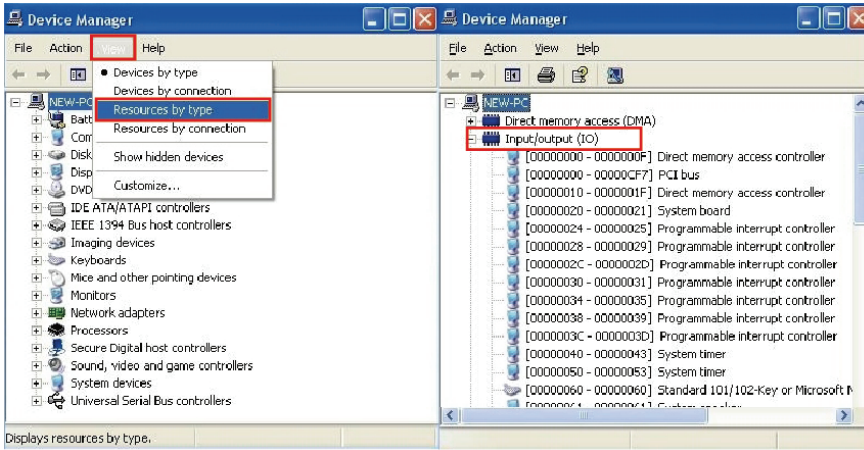 Device Manager
File Action View Help
Devices by type
Devices by connection
Resources by type
Resources by connection
Show hidden devices
Customize...
NEW-PC
Batt
Com
Disk
Disp
DVD
IDE ATA/ATAPI controllers
IEEE 1394 Bus host controllers
Imaging devices
Keyboards
Mice and other pointing devices
Monitors
Network adapters
Processors
Secure Digital host controllers
Sound, video and game controllers
System devices
Universal Serial Bus controllers
Displays resources by type.
Device Manager
File Action View Help
NEW-PC
Direct memory access (DMA)
Input/output (IO)
[00000000 - 0000000F] Direct memory access controller
[00000000 - 00000CF7] PCI bus
[00000010 - 0000001F] Direct memory access controller
[00000020 - 00000021] System board
[00000024 - 00000025] Programmable interrupt controller
[00000028 - 00000029] Programmable interrupt controller
[0000002C - 0000002D] Programmable interrupt controller
[00000030 - 00000031] Programmable interrupt controller
[00000034 - 00000035] Programmable interrupt controller
[00000038 - 00000039] Programmable interrupt controller
[0000003C - 0000003D] Programmable interrupt controller
[00000040 - 00000043] System timer
[00000050 - 00000053] System timer
[00000060 - 00000060] Standard 101/102-Key or Microsoft N